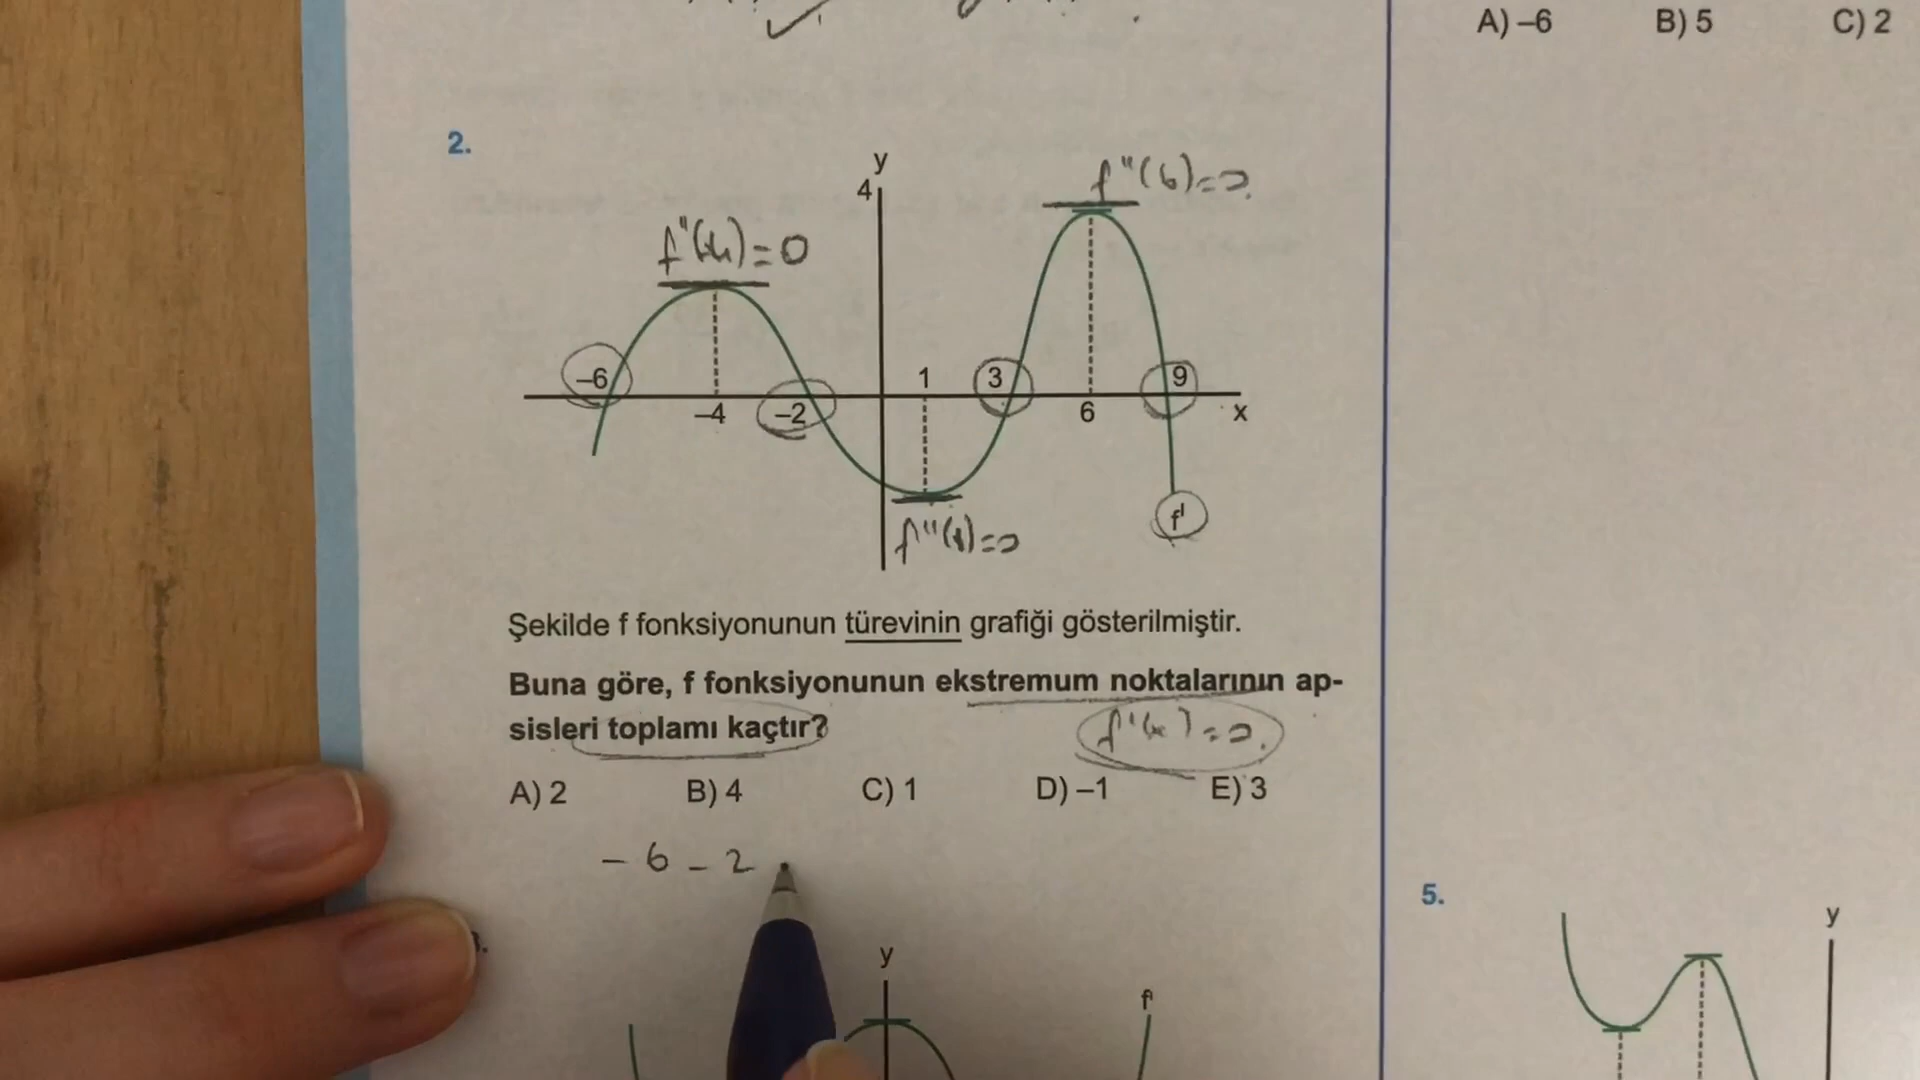 A) –6 B) 5 C) 2
2.
y
4
f''(6)=0
f''(-4)=0
–6 1 3 9
–4 –2 6 x
f''(1)=0
f'
Şekilde f fonksiyonunun türevinin grafiği gösterilmiştir.
Buna göre, f fonksiyonunun ekstremum noktalarının ap-
sisleri toplamı kaçtır?
f'(x)=0.
A) 2 B) 4 C) 1 D) –1 E) 3
- 6 - 2
y
5.
y